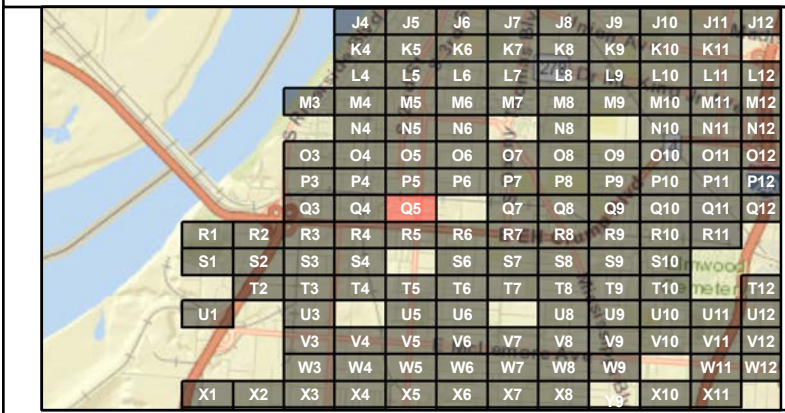 J4 J5 J6 J7 J8 J9 J10 J11 J12
K4 K5 K6 K7 K8 K9 K10 K11
L4 L5 L6 L7 L8 L9 L10 L11 L12
M3 M4 M5 M6 M7 M8 M9 M10 M11 M12
N4 N5 N6 N8 N10 N11 N12
O3 O4 O5 O6 O7 O8 O9 O10 O11 O12
P3 P4 P5 P6 P7 P8 P9 P10 P11 P12
Q3 Q4 Q5 Q7 Q8 Q9 Q10 Q11 Q12
R1 R2 R3 R4 R5 R6 R7 R8 R9 R10 R11
S1 S2 S3 S4 S6 S7 S8 S9 S10
T2 T3 T4 T5 T6 T7 T8 T9 T10 T12
U1 U3 U5 U6 U8 U9 U10 U11 U12
V3 V4 V5 V6 V7 V8 V9 V10 V11 V12
W3 W4 W5 W6 W7 W8 W9 W11 W12
X1 X2 X3 X4 X5 X6 X7 X8 X10 X11
Y9
S Riverside Blvd
E EH Crump Blvd
E McLemore Ave